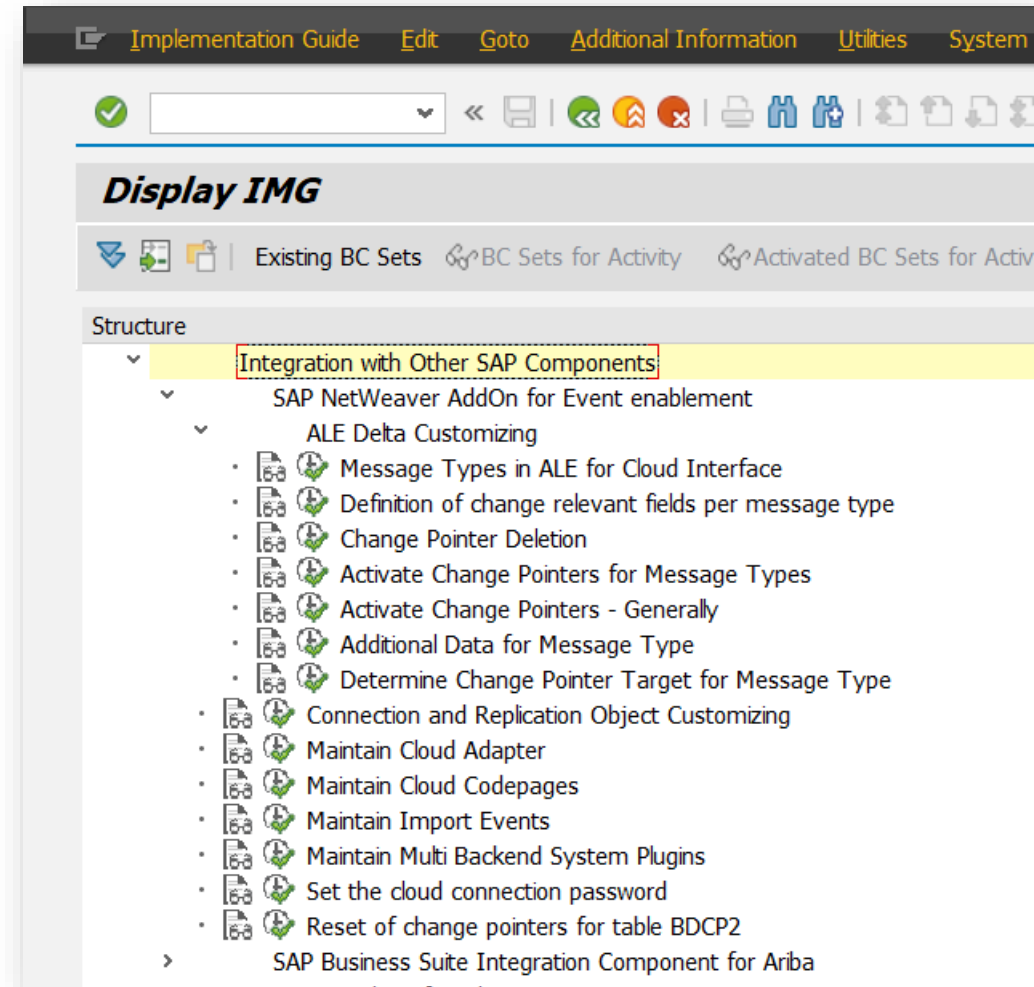 Implementation Guide Edit Goto Additional Information Utilities System
Display IMG
Existing BC Sets BC Sets for Activity Activated BC Sets for Activ
Structure
Integration with Other SAP Components
SAP NetWeaver AddOn for Event enablement
ALE Delta Customizing
Message Types in ALE for Cloud Interface
Definition of change relevant fields per message type
Change Pointer Deletion
Activate Change Pointers for Message Types
Activate Change Pointers - Generally
Additional Data for Message Type
Determine Change Pointer Target for Message Type
Connection and Replication Object Customizing
Maintain Cloud Adapter
Maintain Cloud Codepages
Maintain Import Events
Maintain Multi Backend System Plugins
Set the cloud connection password
Reset of change pointers for table BDCP2
SAP Business Suite Integration Component for Ariba